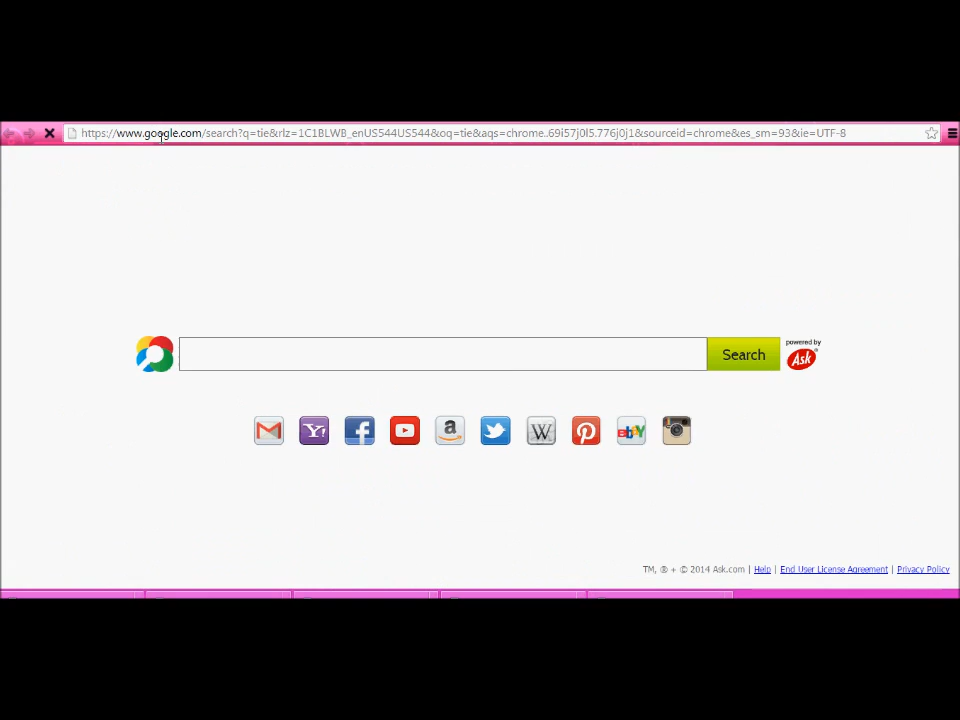 https://www.google.com/search?q=tie&rlz=1C1BLWB_enUS544US544&oq=tie&aqs=chrome..69i57j0l5.776j0j1&sourceid=chrome&es_sm=93&ie=UTF-8
powered by
Search
Ask
Y!
f
a
W
ebay
TM, ® + © 2014 Ask.com | Help | End User License Agreement | Privacy Policy